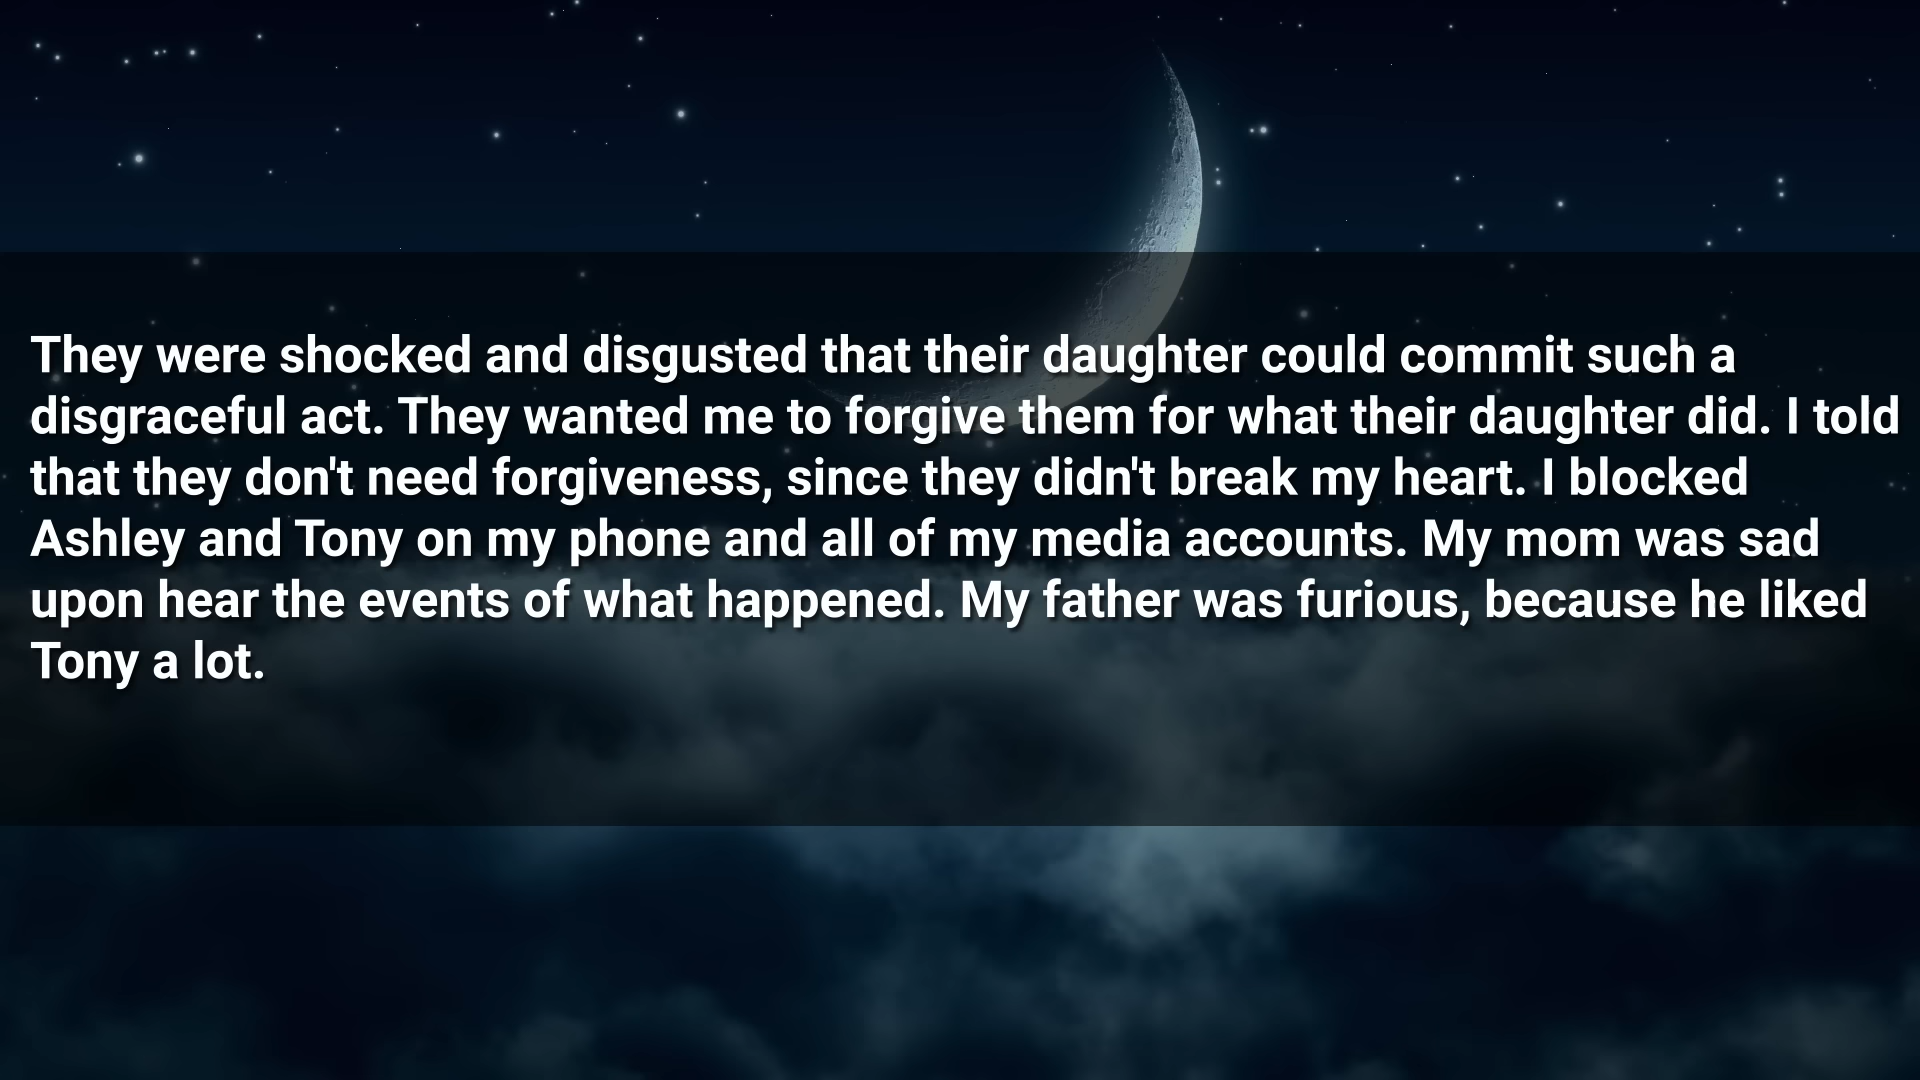 They were shocked and disgusted that their daughter could commit such a
disgraceful act. They wanted me to forgive them for what their daughter did. I told
that they don't need forgiveness, since they didn't break my heart. I blocked
Ashley and Tony on my phone and all of my media accounts. My mom was sad
upon hear the events of what happened. My father was furious, because he liked
Tony a lot.